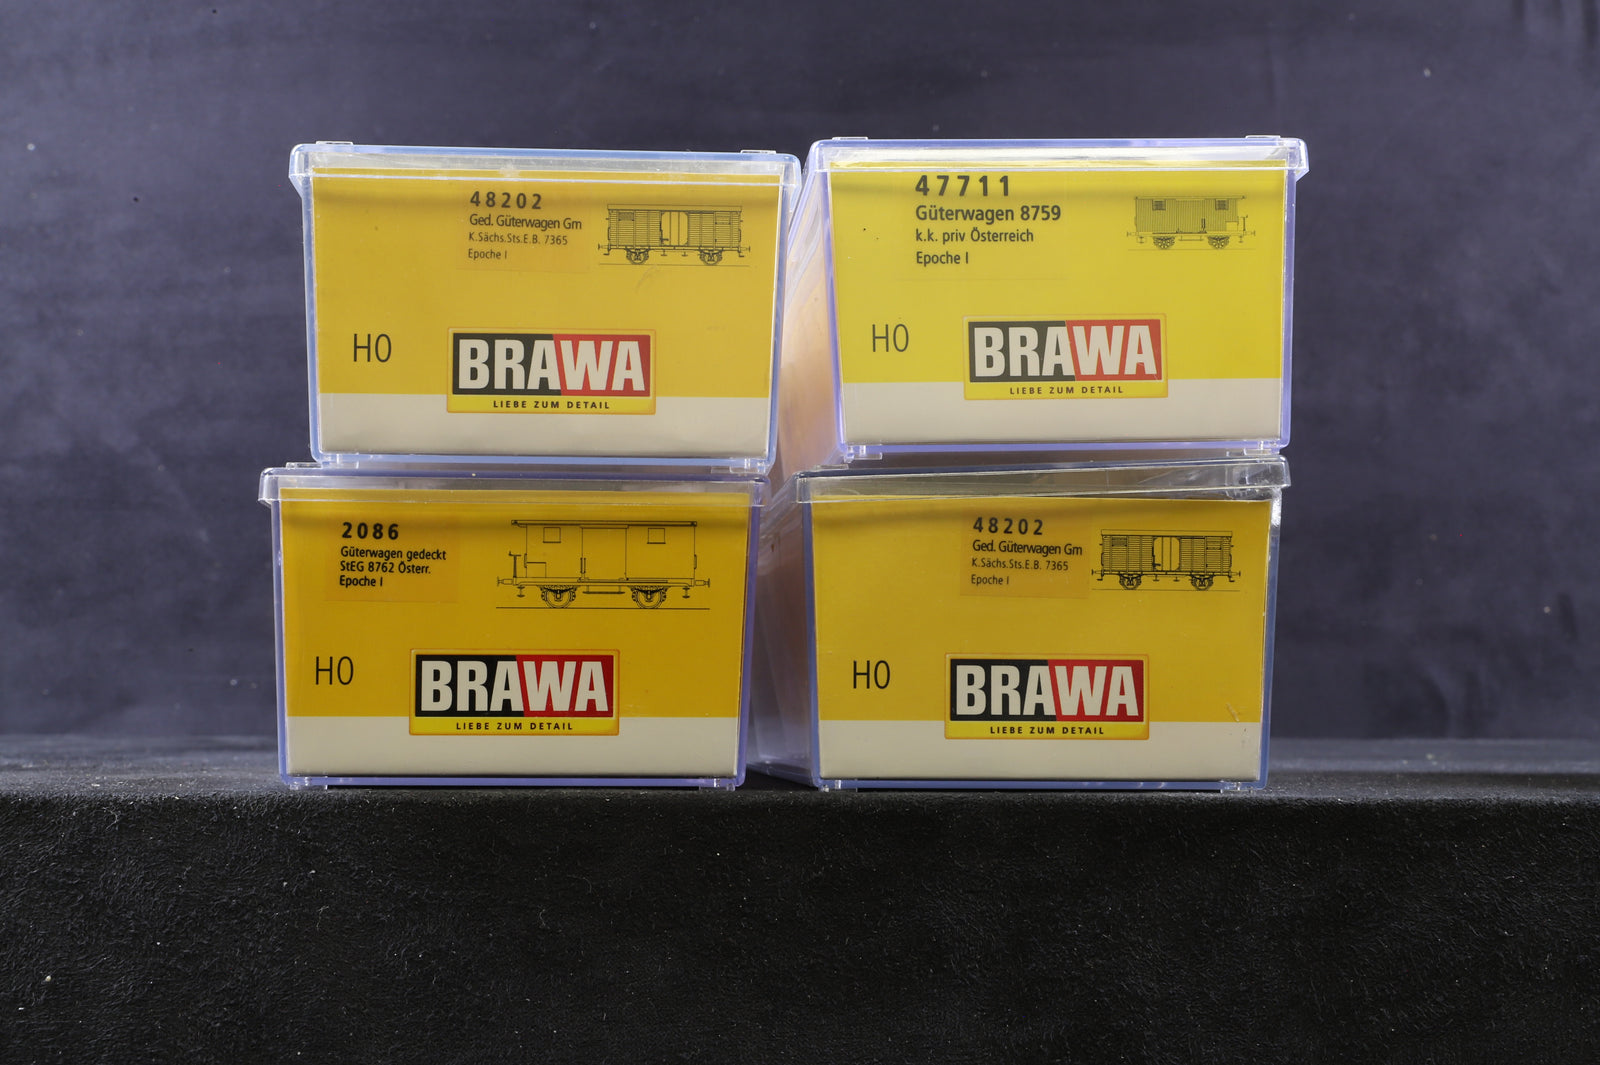 48202
Ged. Güterwagen Gm
K.Sächs.Sts.E.B. 7365
Epoche I
H0
BRAWA
LIEBE ZUM DETAIL
47711
Güterwagen 8759
k.k. priv Österreich
Epoche I
H0
BRAWA
LIEBE ZUM DETAIL
2086
Güterwagen gedeckt
StEG 8762 Österr.
Epoche I
H0
BRAWA
LIEBE ZUM DETAIL
48202
Ged. Güterwagen Gm
K.Sächs.Sts.E.B. 7365
Epoche I
H0
BRAWA
LIEBE ZUM DETAIL